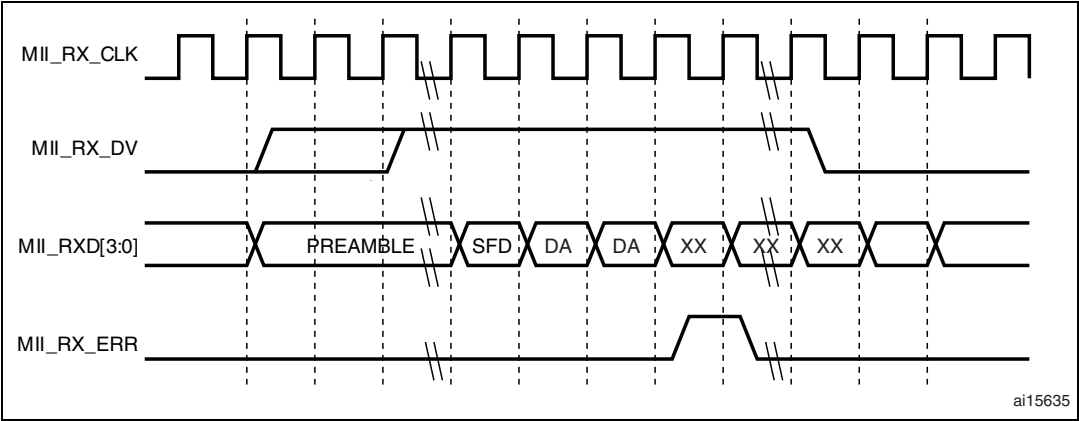 MII_RX_CLK
MII_RX_DV
MII_RXD[3:0] PREAMBLE SFD DA DA XX XX XX
MII_RX_ERR
ai15635